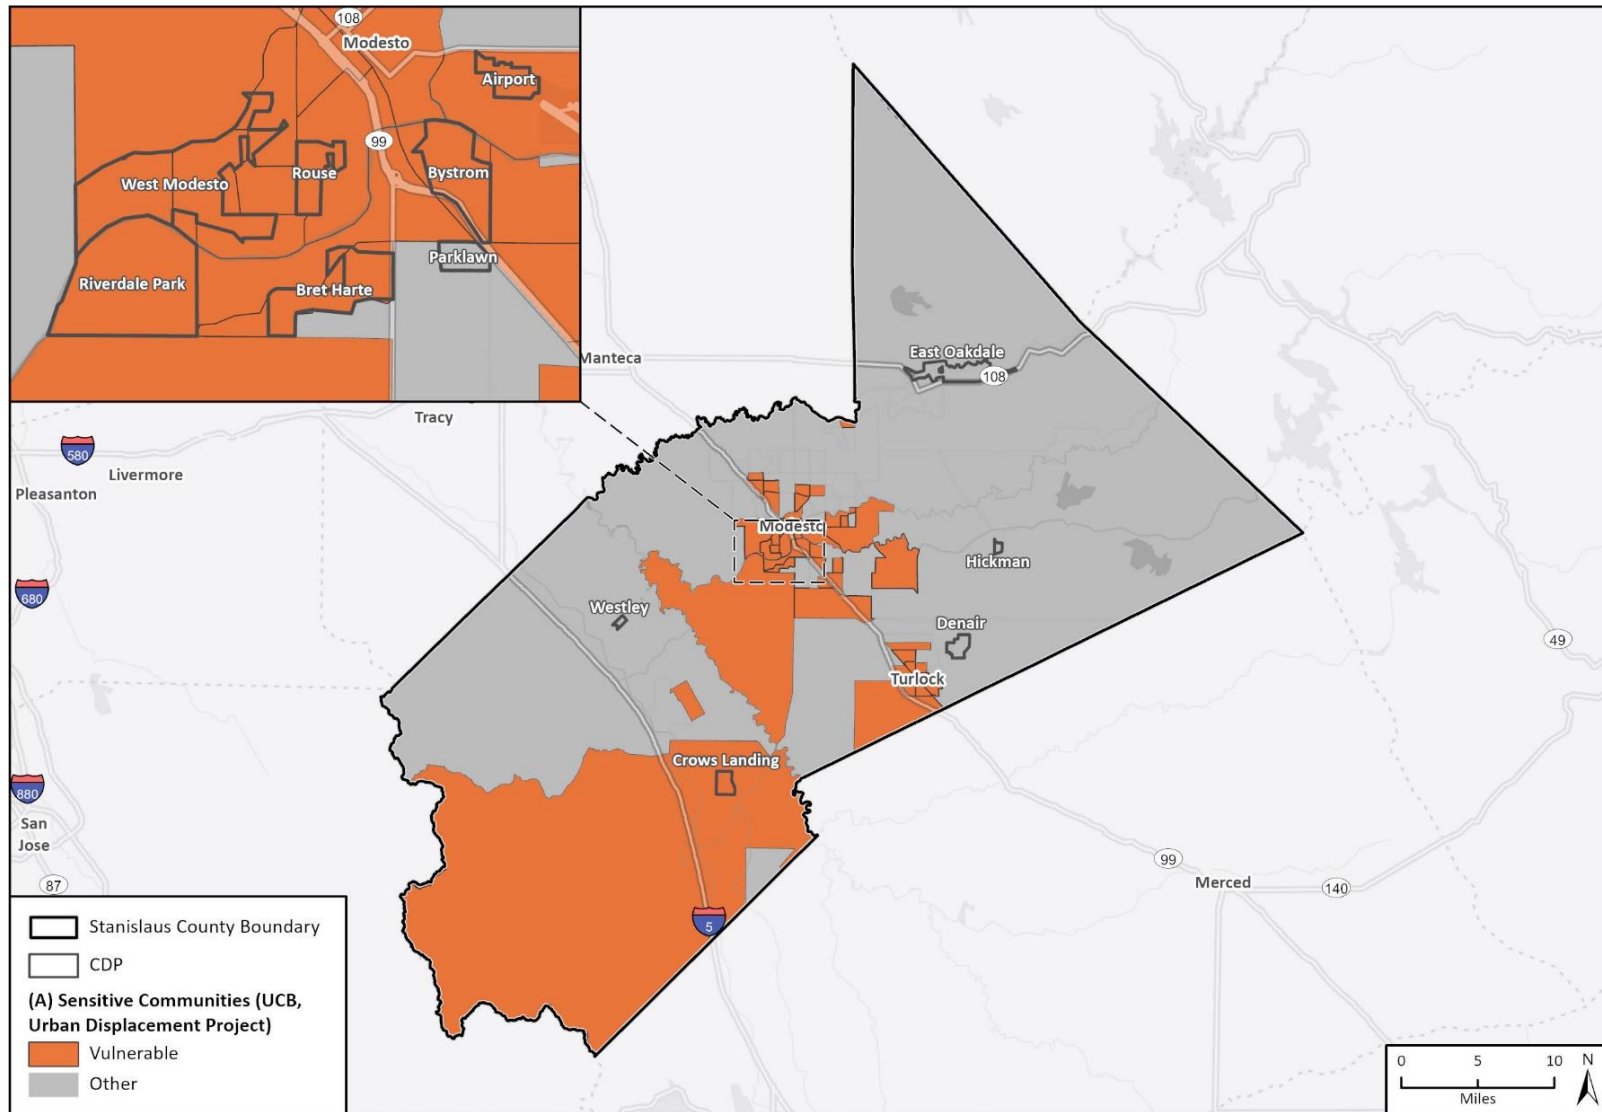 108
Modesto
Airport
99
West Modesto
Rouse
Bystrom
Parklawn
Riverdale Park
Bret Harte
Manteca
East Oakdale
108
Tracy
580
Livermore
Pleasanton
Modesto
Hickman
680
Westley
Denair
49
Turlock
Crows Landing
880
San
Jose
87
99
Merced
140
5
Stanislaus County Boundary
CDP
(A) Sensitive Communities (UCB,
Urban Displacement Project)
Vulnerable
Other
0 5 10
Miles
N